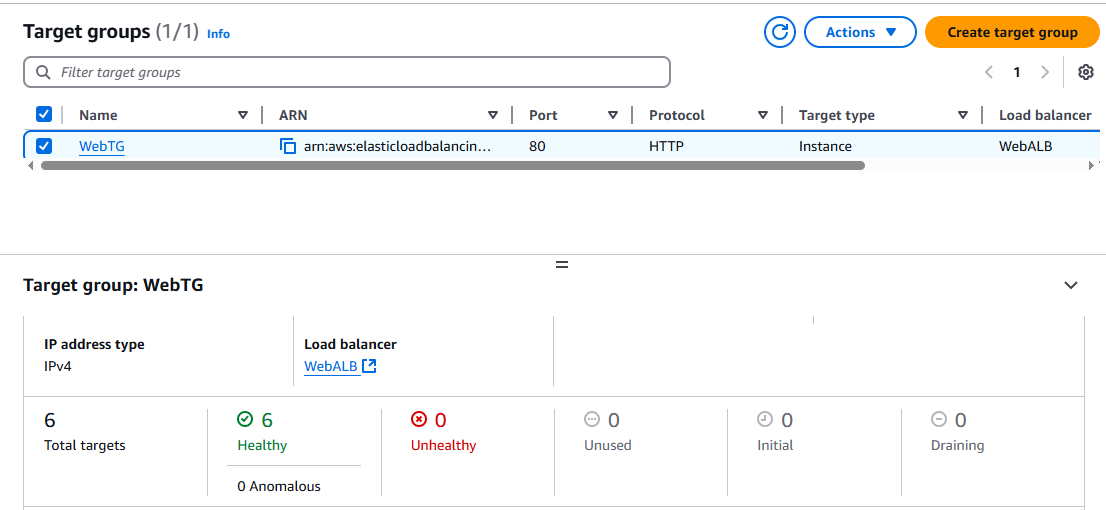 Target groups (1/1) Info Actions Create target group
Filter target groups 1
Name ARN Port Protocol Target type Load balancer
WebTG arn:aws:elasticloadbalancin... 80 HTTP Instance WebALB
Target group: WebTG
IP address type Load balancer
IPv4 WebALB
6 6 0 0 0 0
Total targets Healthy Unhealthy Unused Initial Draining
0 Anomalous